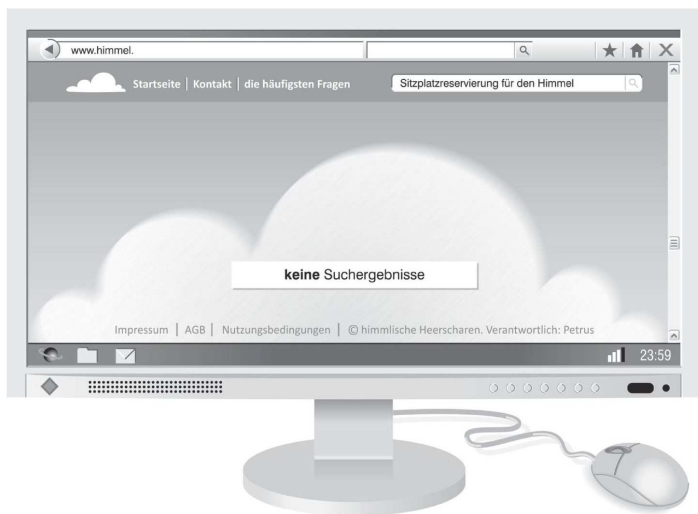 www.himmel.
Startseite | Kontakt | die häufigsten Fragen
Sitzplatzreservierung für den Himmel
keine Suchergebnisse
Impressum | AGB | Nutzungsbedingungen | © himmlische Heerscharen. Verantwortlich: Petrus
23:59